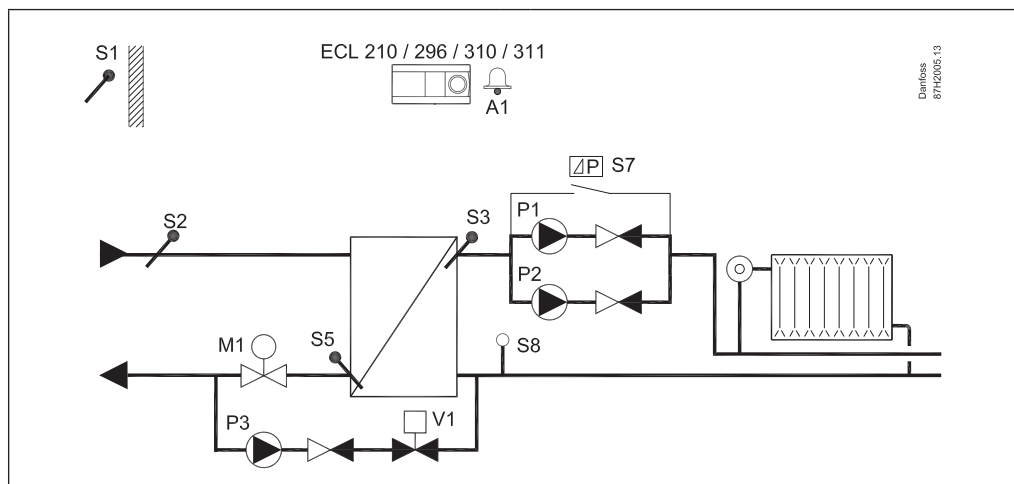 S1
ECL 210 / 296 / 310 / 311
A1
Danfoss
87H2005.13
⊿P S7
P1
S2
S3
P2
M1
S5
S8
P3
V1